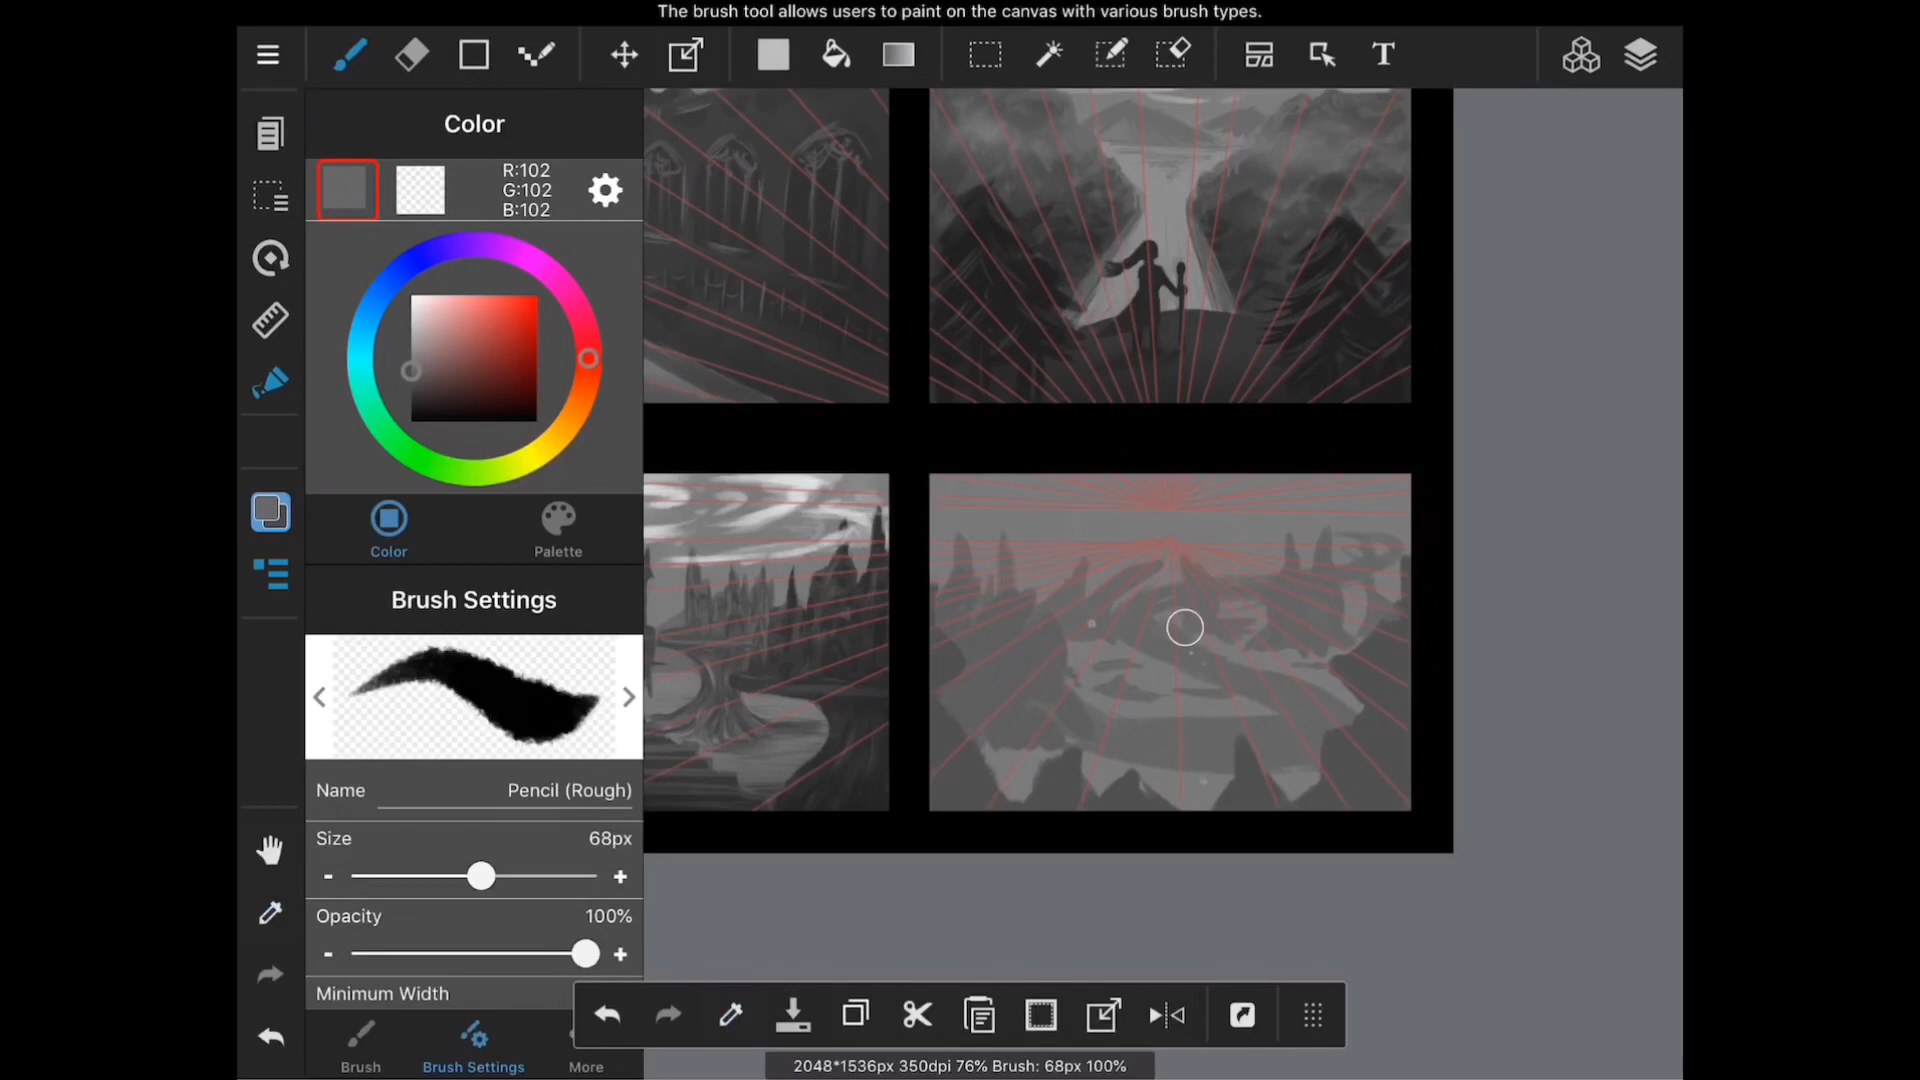 The brush tool allows users to paint on the canvas with various brush types.
T
Color
R:102
G:102
B:102
Color
Palette
Brush Settings
Name
Pencil (Rough)
Size
68px
-
+
Opacity
100%
-
+
Minimum Width
Brush
Brush Settings
More
2048*1536px 350dpi 76% Brush: 68px 100%